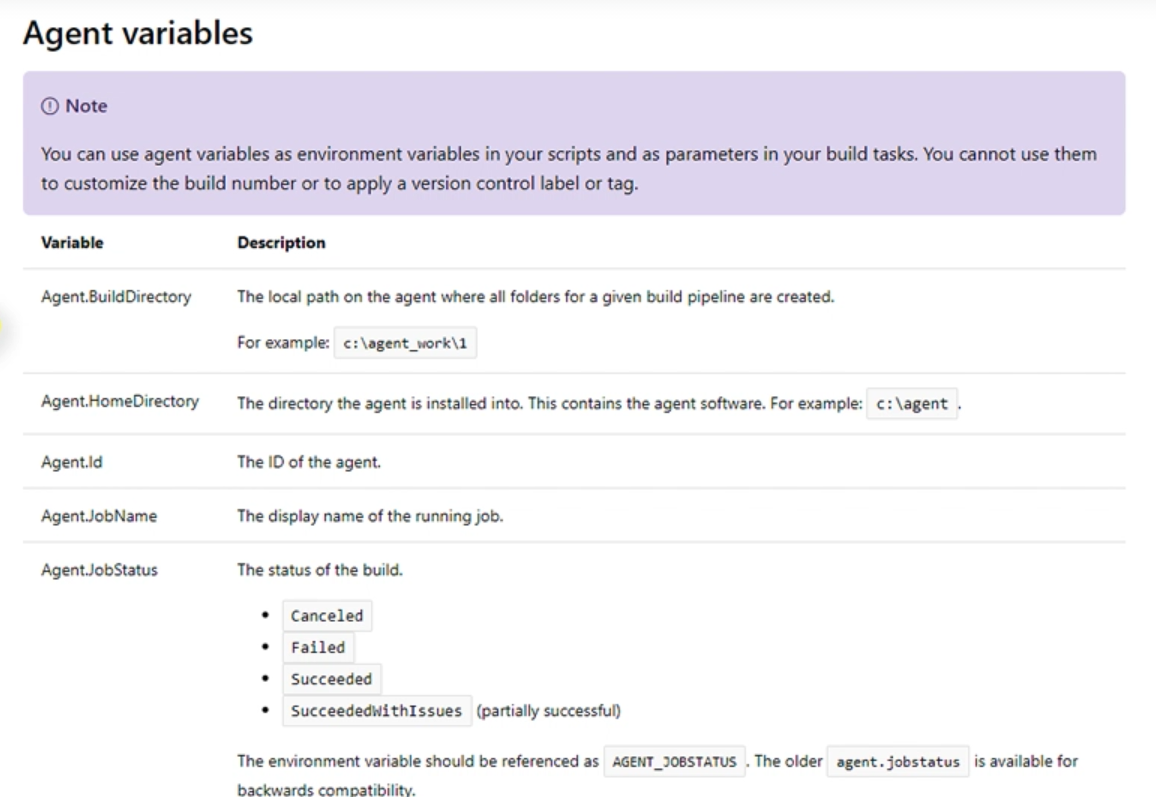 Agent variables
Note
You can use agent variables as environment variables in your scripts and as parameters in your build tasks. You cannot use them
to customize the build number or to apply a version control label or tag.
Variable Description
Agent.BuildDirectory The local path on the agent where all folders for a given build pipeline are created.
For example: c:\agent_work\1
Agent.HomeDirectory The directory the agent is installed into. This contains the agent software. For example: c:\agent .
Agent.Id The ID of the agent.
Agent.JobName The display name of the running job.
Agent.JobStatus The status of the build.
• Canceled
• Failed
• Succeeded
• SucceededWithIssues (partially successful)
The environment variable should be referenced as AGENT_JOBSTATUS . The older agent.jobstatus is available for
backwards compatibility.